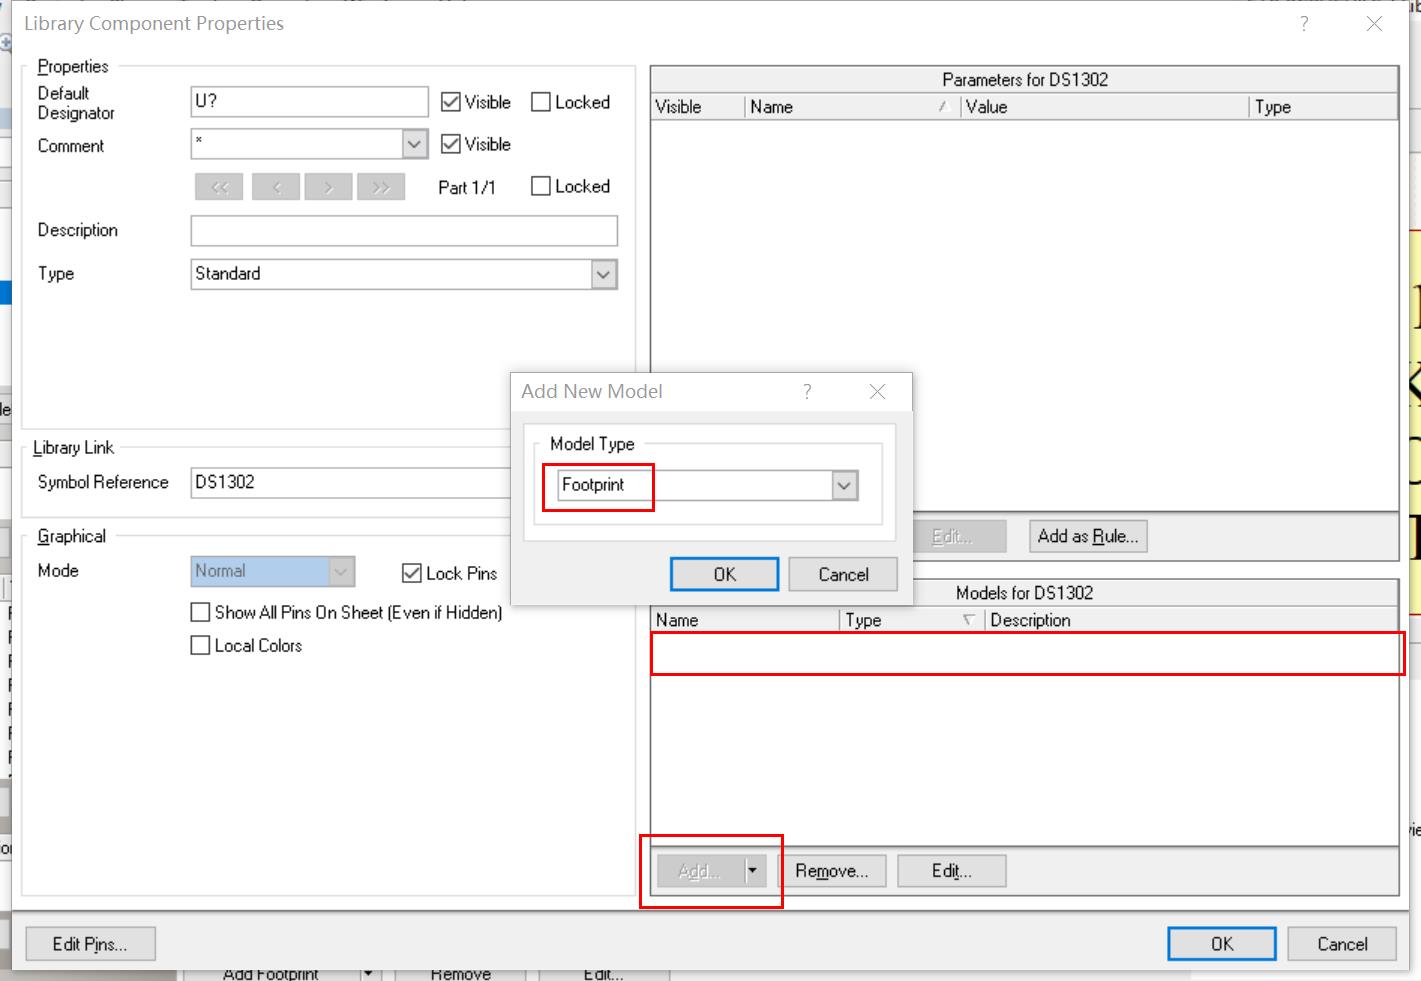 Library Component Properties
?
Properties
Default Designator
U?
Visible
Locked
Comment
*
Visible
<<
<
>
>>
Part 1/1
Locked
Description
Type
Standard
Library Link
Symbol Reference
DS1302
Graphical
Mode
Normal
Lock Pins
Show All Pins On Sheet (Even if Hidden)
Local Colors
Parameters for DS1302
Visible
Name
Value
Type
Add New Model
?
Model Type
Footprint
OK
Cancel
Edit...
Add as Rule...
Models for DS1302
Name
Type
Description
Add...
Remove...
Edit...
Edit Pins...
OK
Cancel
Add Footprint
Remove
Edit...